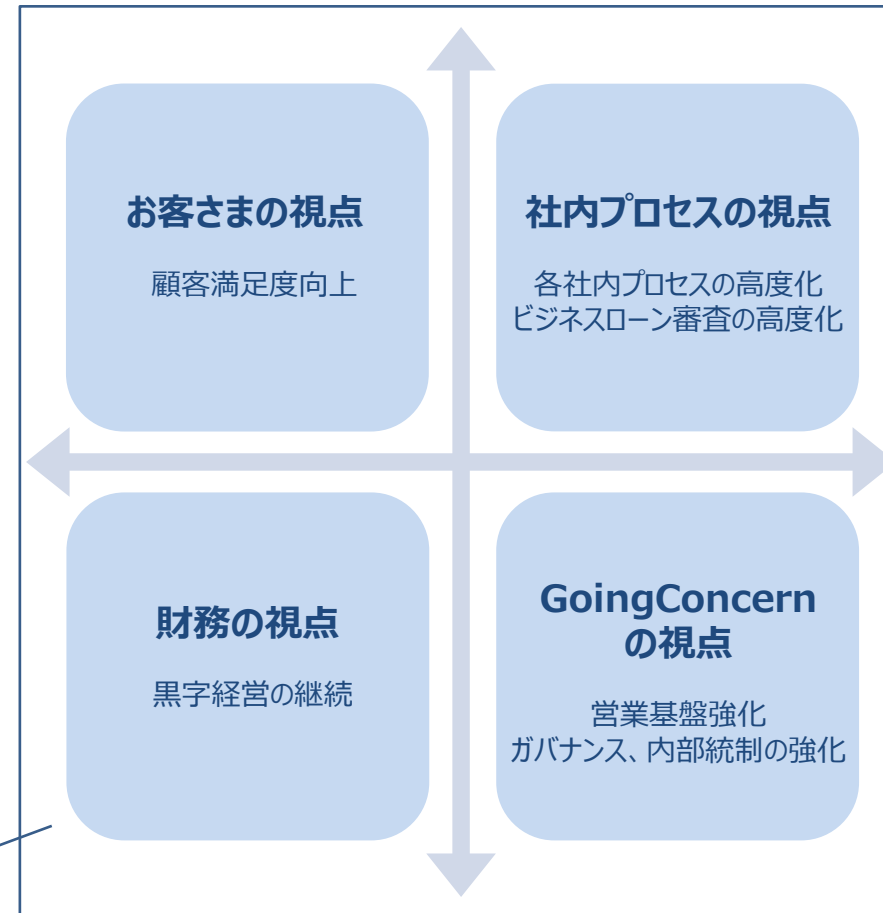 お客さまの視点
顧客満足度向上
社内プロセスの視点
各社内プロセスの高度化
ビジネスローン審査の高度化
財務の視点
黒字経営の継続
GoingConcern
の視点
営業基盤強化
ガバナンス、内部統制の強化